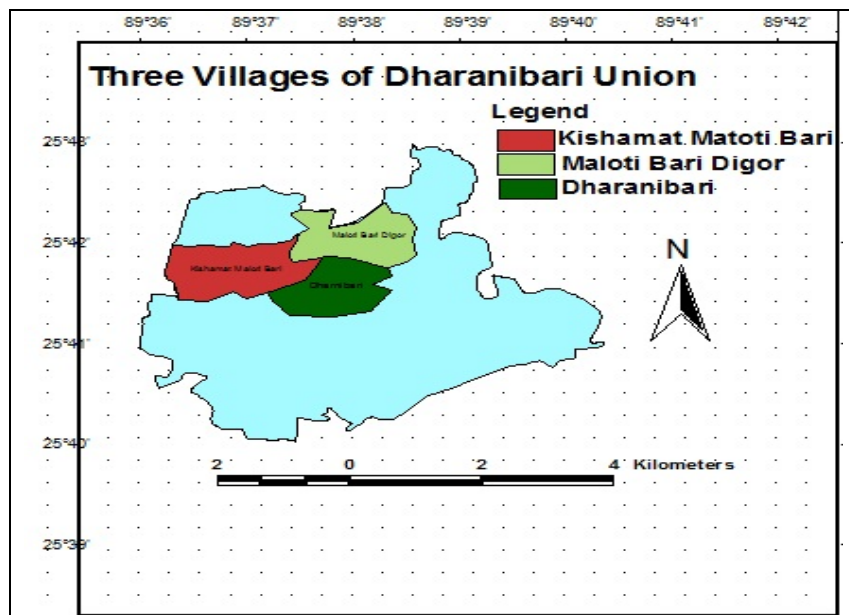 89°36' 89°37' 89°38' 89°39' 89°40' 89°41' 89°42'
Three Villages of Dharanibari Union
Legend
Kishamat Matoti Bari
Maloti Bari Digor
Dharanibari
25°43'
25°42'
25°41'
25°40'
25°39'
Maloti Bari Digor
Kishamat Maloti Bari
Dharnibari
N
2 0 2 4 Kilometers